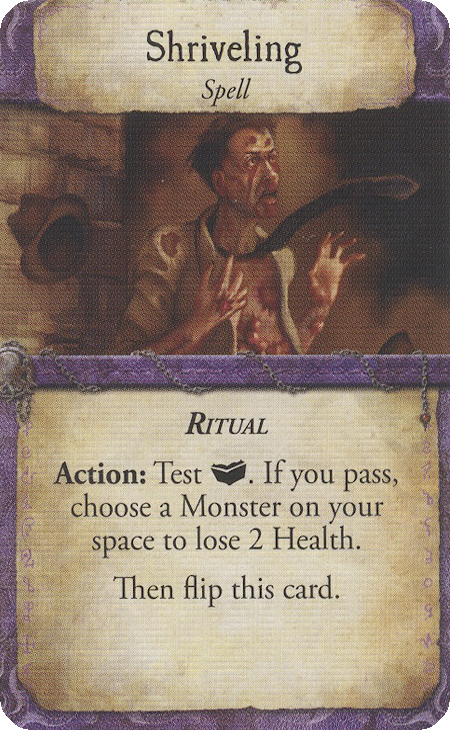 Shriveling
Spell
Ritual
Action: Test . If you pass,
choose a Monster on your
space to lose 2 Health.
Then flip this card.